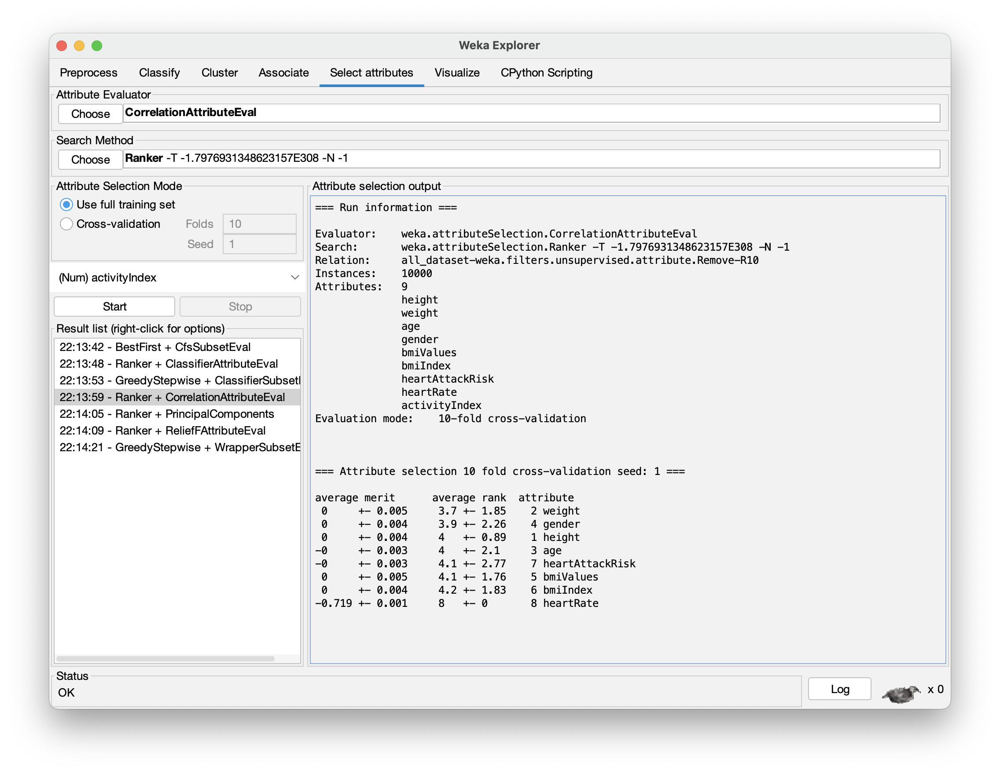 Weka Explorer
Preprocess Classify Cluster Associate Select attributes Visualize CPython Scripting
Attribute Evaluator
Choose CorrelationAttributeEval
Search Method
Choose Ranker -T -1.7976931348623157E308 -N -1
Attribute Selection Mode
Use full training set
Cross-validation Folds 10
Seed 1
(Num) activityIndex
Start Stop
Result list (right-click for options)
22:13:42 - BestFirst + CfsSubsetEval
22:13:48 - Ranker + ClassifierAttributeEval
22:13:53 - GreedyStepwise + ClassifierSubset
22:13:59 - Ranker + CorrelationAttributeEval
22:14:05 - Ranker + PrincipalComponents
22:14:09 - Ranker + ReliefFAttributeEval
22:14:21 - GreedyStepwise + WrapperSubsetE
Attribute selection output
=== Run information ===
Evaluator: weka.attributeSelection.CorrelationAttributeEval
Search: weka.attributeSelection.Ranker -T -1.7976931348623157E308 -N -1
Relation: all_dataset-weka.filters.unsupervised.attribute.Remove-R10
Instances: 10000
Attributes: 9
height
weight
age
gender
bmiValues
bmiIndex
heartAttackRisk
heartRate
activityIndex
Evaluation mode: 10-fold cross-validation
=== Attribute selection 10 fold cross-validation seed: 1 ===
average merit average rank attribute
0 +- 0.005 3.7 +- 1.85 2 weight
0 +- 0.004 3.9 +- 2.26 4 gender
0 +- 0.004 4 +- 0.89 1 height
-0 +- 0.003 4 +- 2.1 3 age
-0 +- 0.003 4.1 +- 2.77 7 heartAttackRisk
0 +- 0.005 4.1 +- 1.76 5 bmiValues
0 +- 0.004 4.2 +- 1.83 6 bmiIndex
-0.719 +- 0.001 8 +- 0 8 heartRate
Status
OK
Log x 0